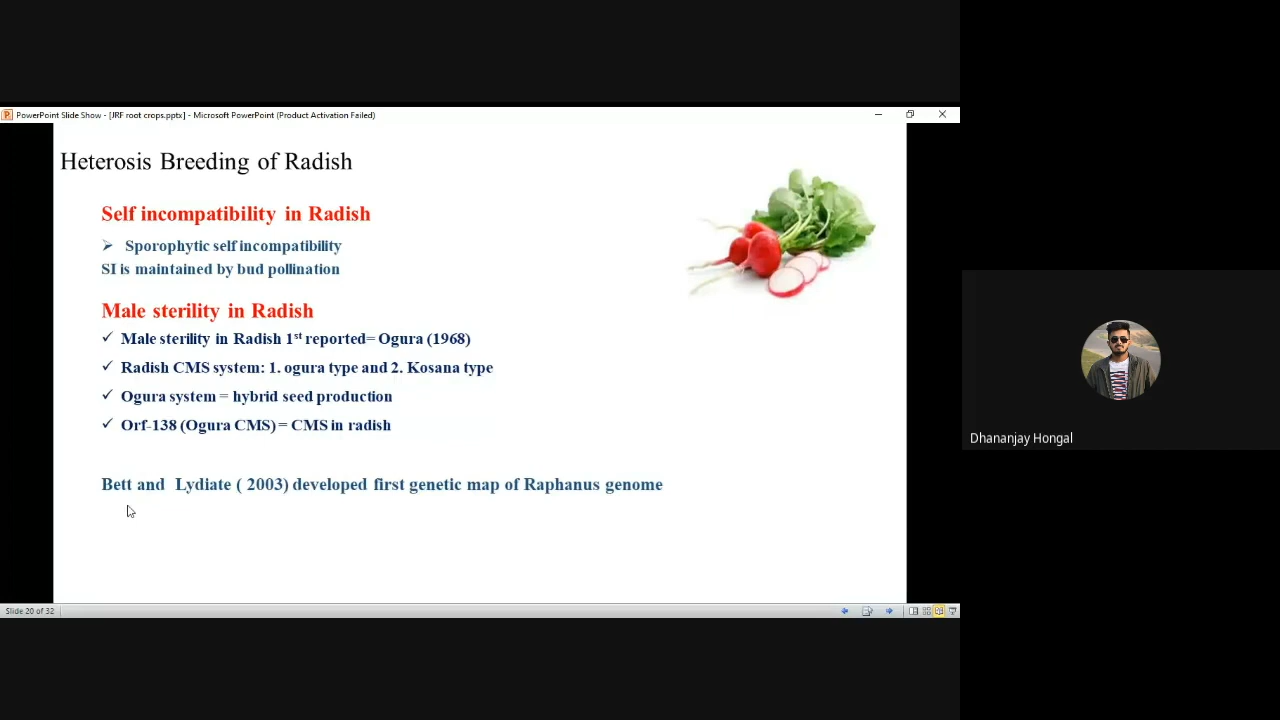 PowerPoint Slide Show - [JRF root crops.pptx] - Microsoft PowerPoint (Product Activation Failed)
Heterosis Breeding of Radish
Self incompatibility in Radish
Sporophytic self incompatibility
SI is maintained by bud pollination
Male sterility in Radish
Male sterility in Radish 1st reported= Ogura (1968)
Radish CMS system: 1. ogura type and 2. Kosana type
Ogura system = hybrid seed production
Orf-138 (Ogura CMS) = CMS in radish
Bett and Lydiate ( 2003) developed first genetic map of Raphanus genome
Dhananjay Hongal
Slide 20 of 32